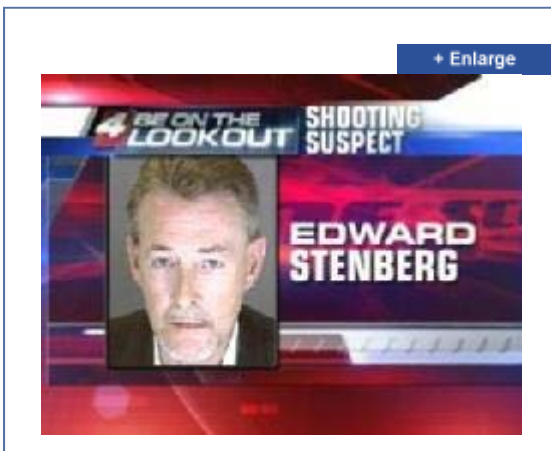 + Enlarge
4 BE ON THE
LOOKOUT
SHOOTING
SUSPECT
EDWARD
STENBERG